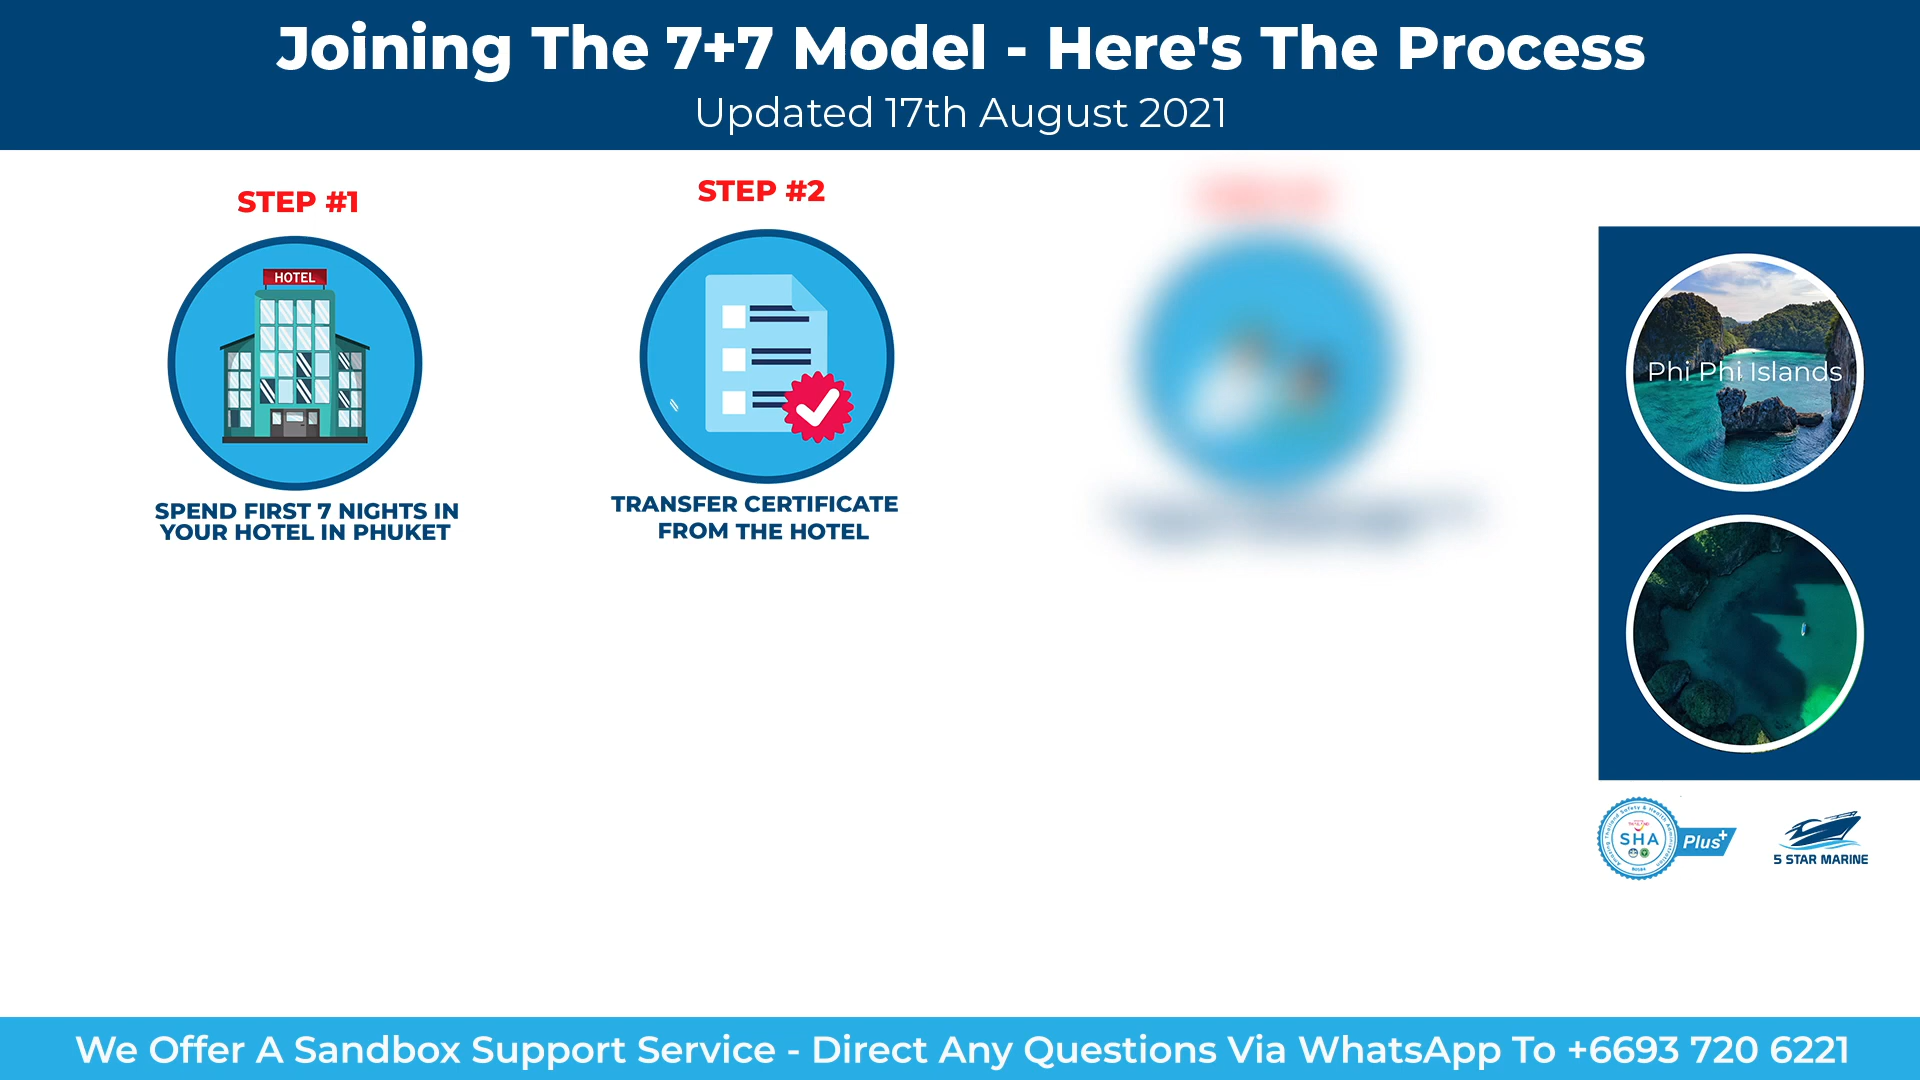 Joining The 7+7 Model - Here's The Process
Updated 17th August 2021
STEP #1
HOTEL
SPEND FIRST 7 NIGHTS IN
YOUR HOTEL IN PHUKET
STEP #2
TRANSFER CERTIFICATE
FROM THE HOTEL
Phi Phi Islands
SHA
Plus+
5 STAR MARINE
We Offer A Sandbox Support Service - Direct Any Questions Via WhatsApp To +6693 720 6221